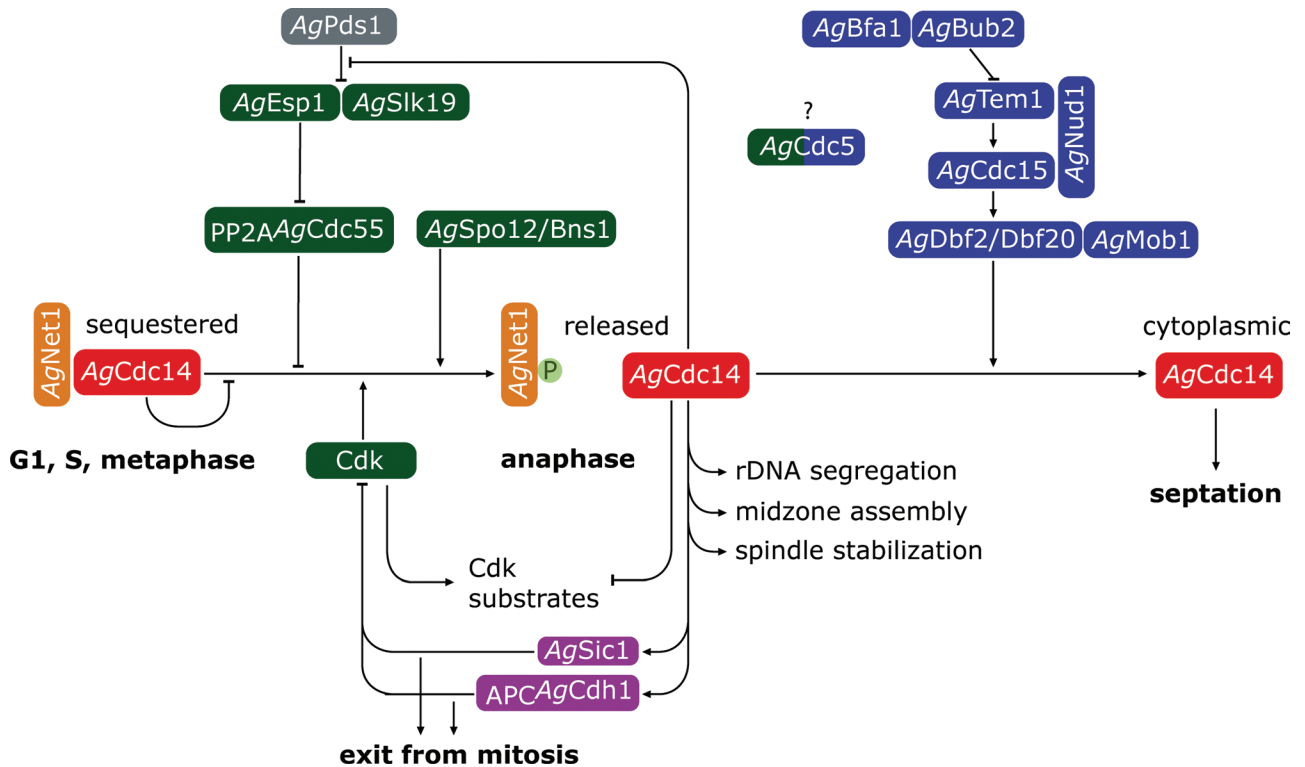 AgPds1
AgBfa1 AgBub2
AgEsp1 AgSlk19
AgTem1
AgNud1
?
AgCdc5
AgCdc15
PP2AAgCdc55
AgSpo12/Bns1
AgDbf2/Dbf20 AgMob1
AgNet1
sequestered
AgCdc14
AgNet1
P
released
AgCdc14
cytoplasmic
AgCdc14
G1, S, metaphase
Cdk
anaphase
rDNA segregation
midzone assembly
spindle stabilization
septation
Cdk
substrates
AgSic1
APCAgCdh1
exit from mitosis